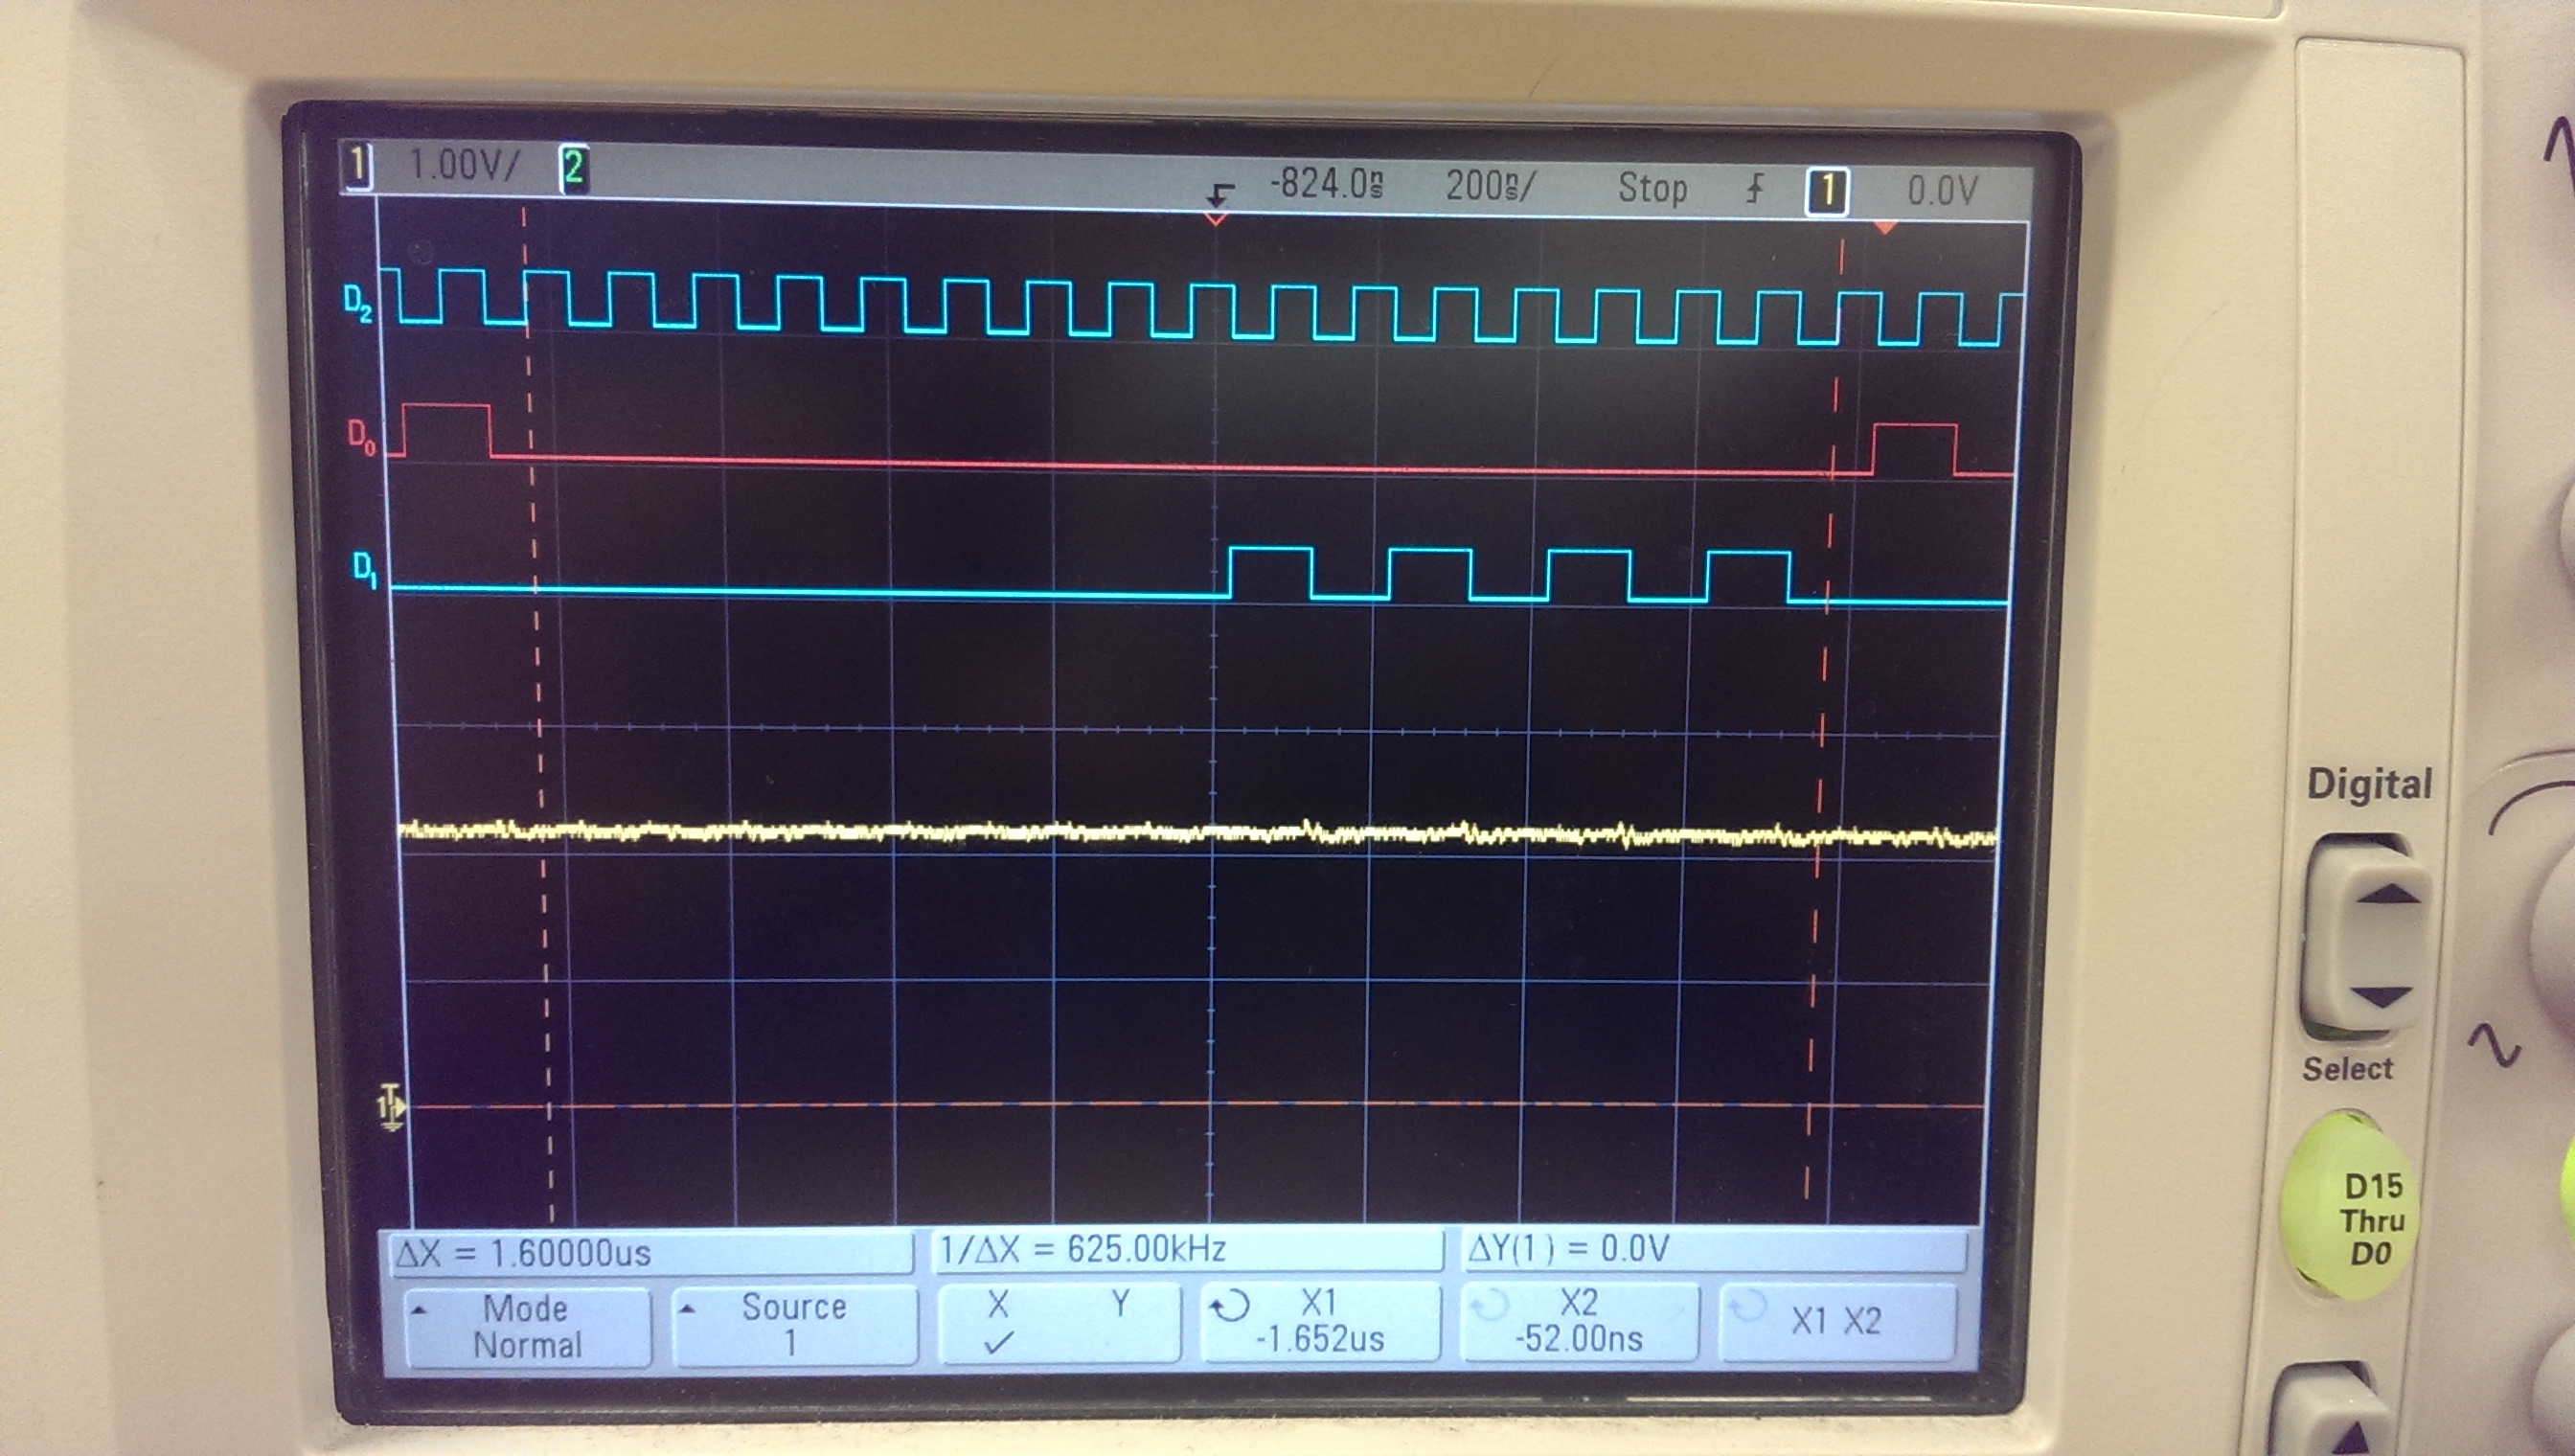 1 1.00V/ 2 -824.0ns 200ns/ Stop 1 0.0V
D2
D0
D1
Digital
Select
D15
Thru
D0
ΔX = 1.60000us 1/ΔX = 625.00kHz ΔY(1) = 0.0V
Mode Source X Y X1 X2 X1 X2
Normal 1 ✓ -1.652us -52.00ns